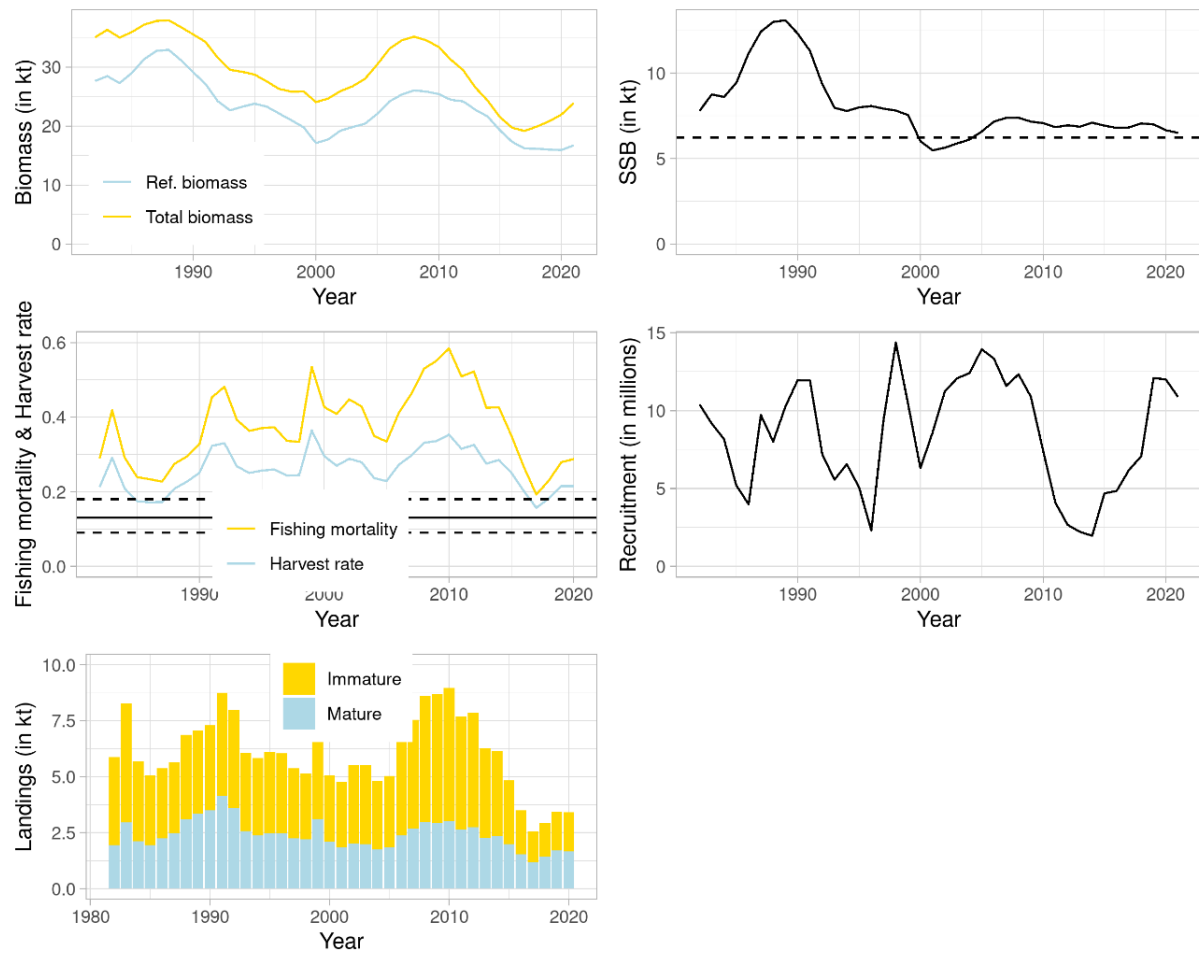 Biomass (in kt)
30
20
10
0
Ref. biomass
Total biomass
1990
2000
2010
2020
Year
SSB (in kt)
10
5
0
1990
2000
2010
2020
Year
Fishing mortality & Harvest rate
0.6
0.4
0.2
0.0
Fishing mortality
Harvest rate
1990
2000
2010
2020
Year
Recruitment (in millions)
15
10
5
0
1990
2000
2010
2020
Year
Landings (in kt)
10.0
7.5
5.0
2.5
0.0
Immature
Mature
1980
1990
2000
2010
2020
Year